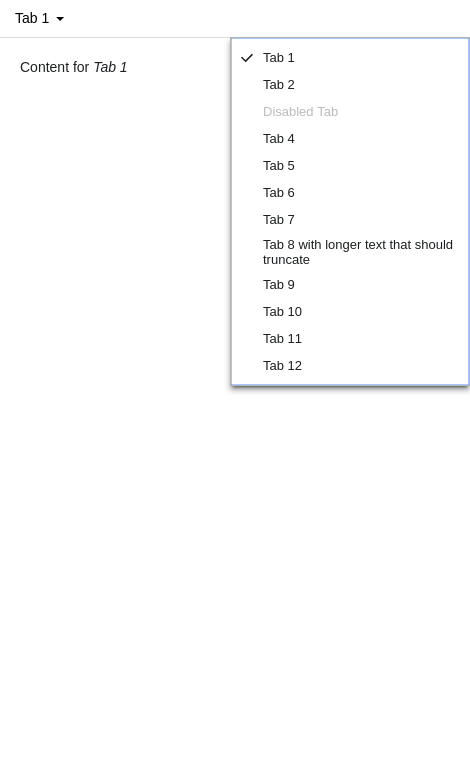 Tab 1
Content for Tab 1
Tab 1
Tab 2
Disabled Tab
Tab 4
Tab 5
Tab 6
Tab 7
Tab 8 with longer text that should
truncate
Tab 9
Tab 10
Tab 11
Tab 12